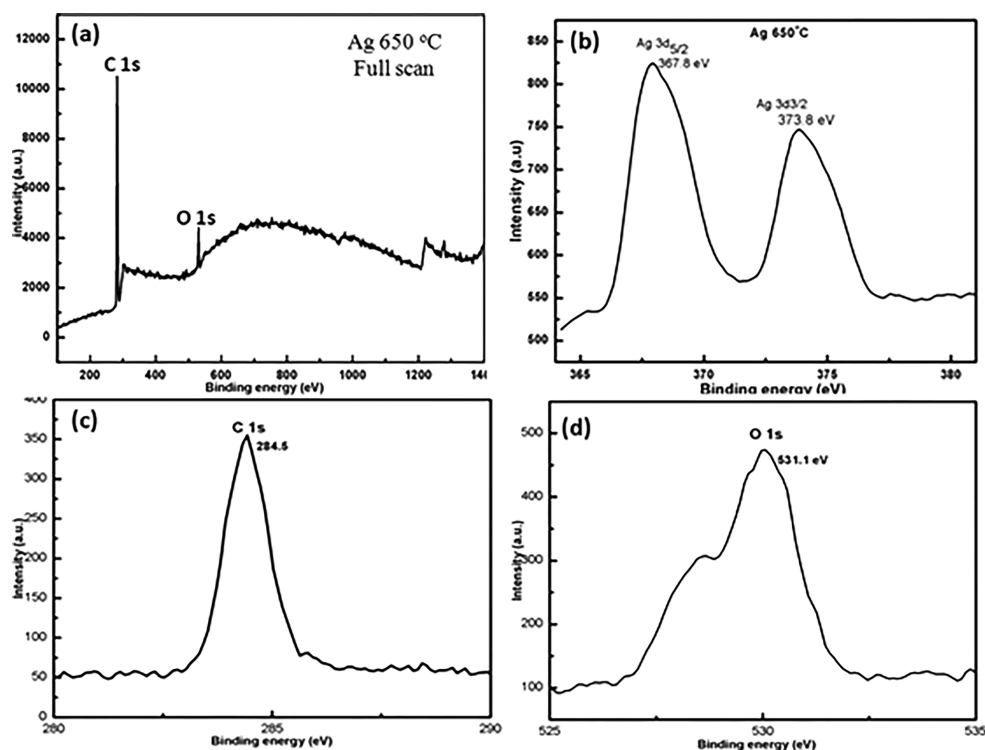 (a)
Ag 650 ºC
Full scan
C 1s
O 1s
12000
10000
8000
6000
4000
2000
0
intensity (a.u.)
200 400 600 800 1000 1200 140
Binding energy (eV)
(b)
Ag 650°C
Ag 3d5/2
367.8 eV
Ag 3d3/2
373.8 eV
850
800
750
700
650
600
550
500
Intensity (a.u)
365 370 375 380
Binding energy (eV)
(c)
C 1s
284.5
400
350
300
250
200
150
100
50
0
Intensity (a.u.)
280 285 290
Binding energy (eV)
(d)
O 1s
531.1 eV
500
400
300
200
100
Intensity (a.u.)
525 530 535
Binding energy (eV)